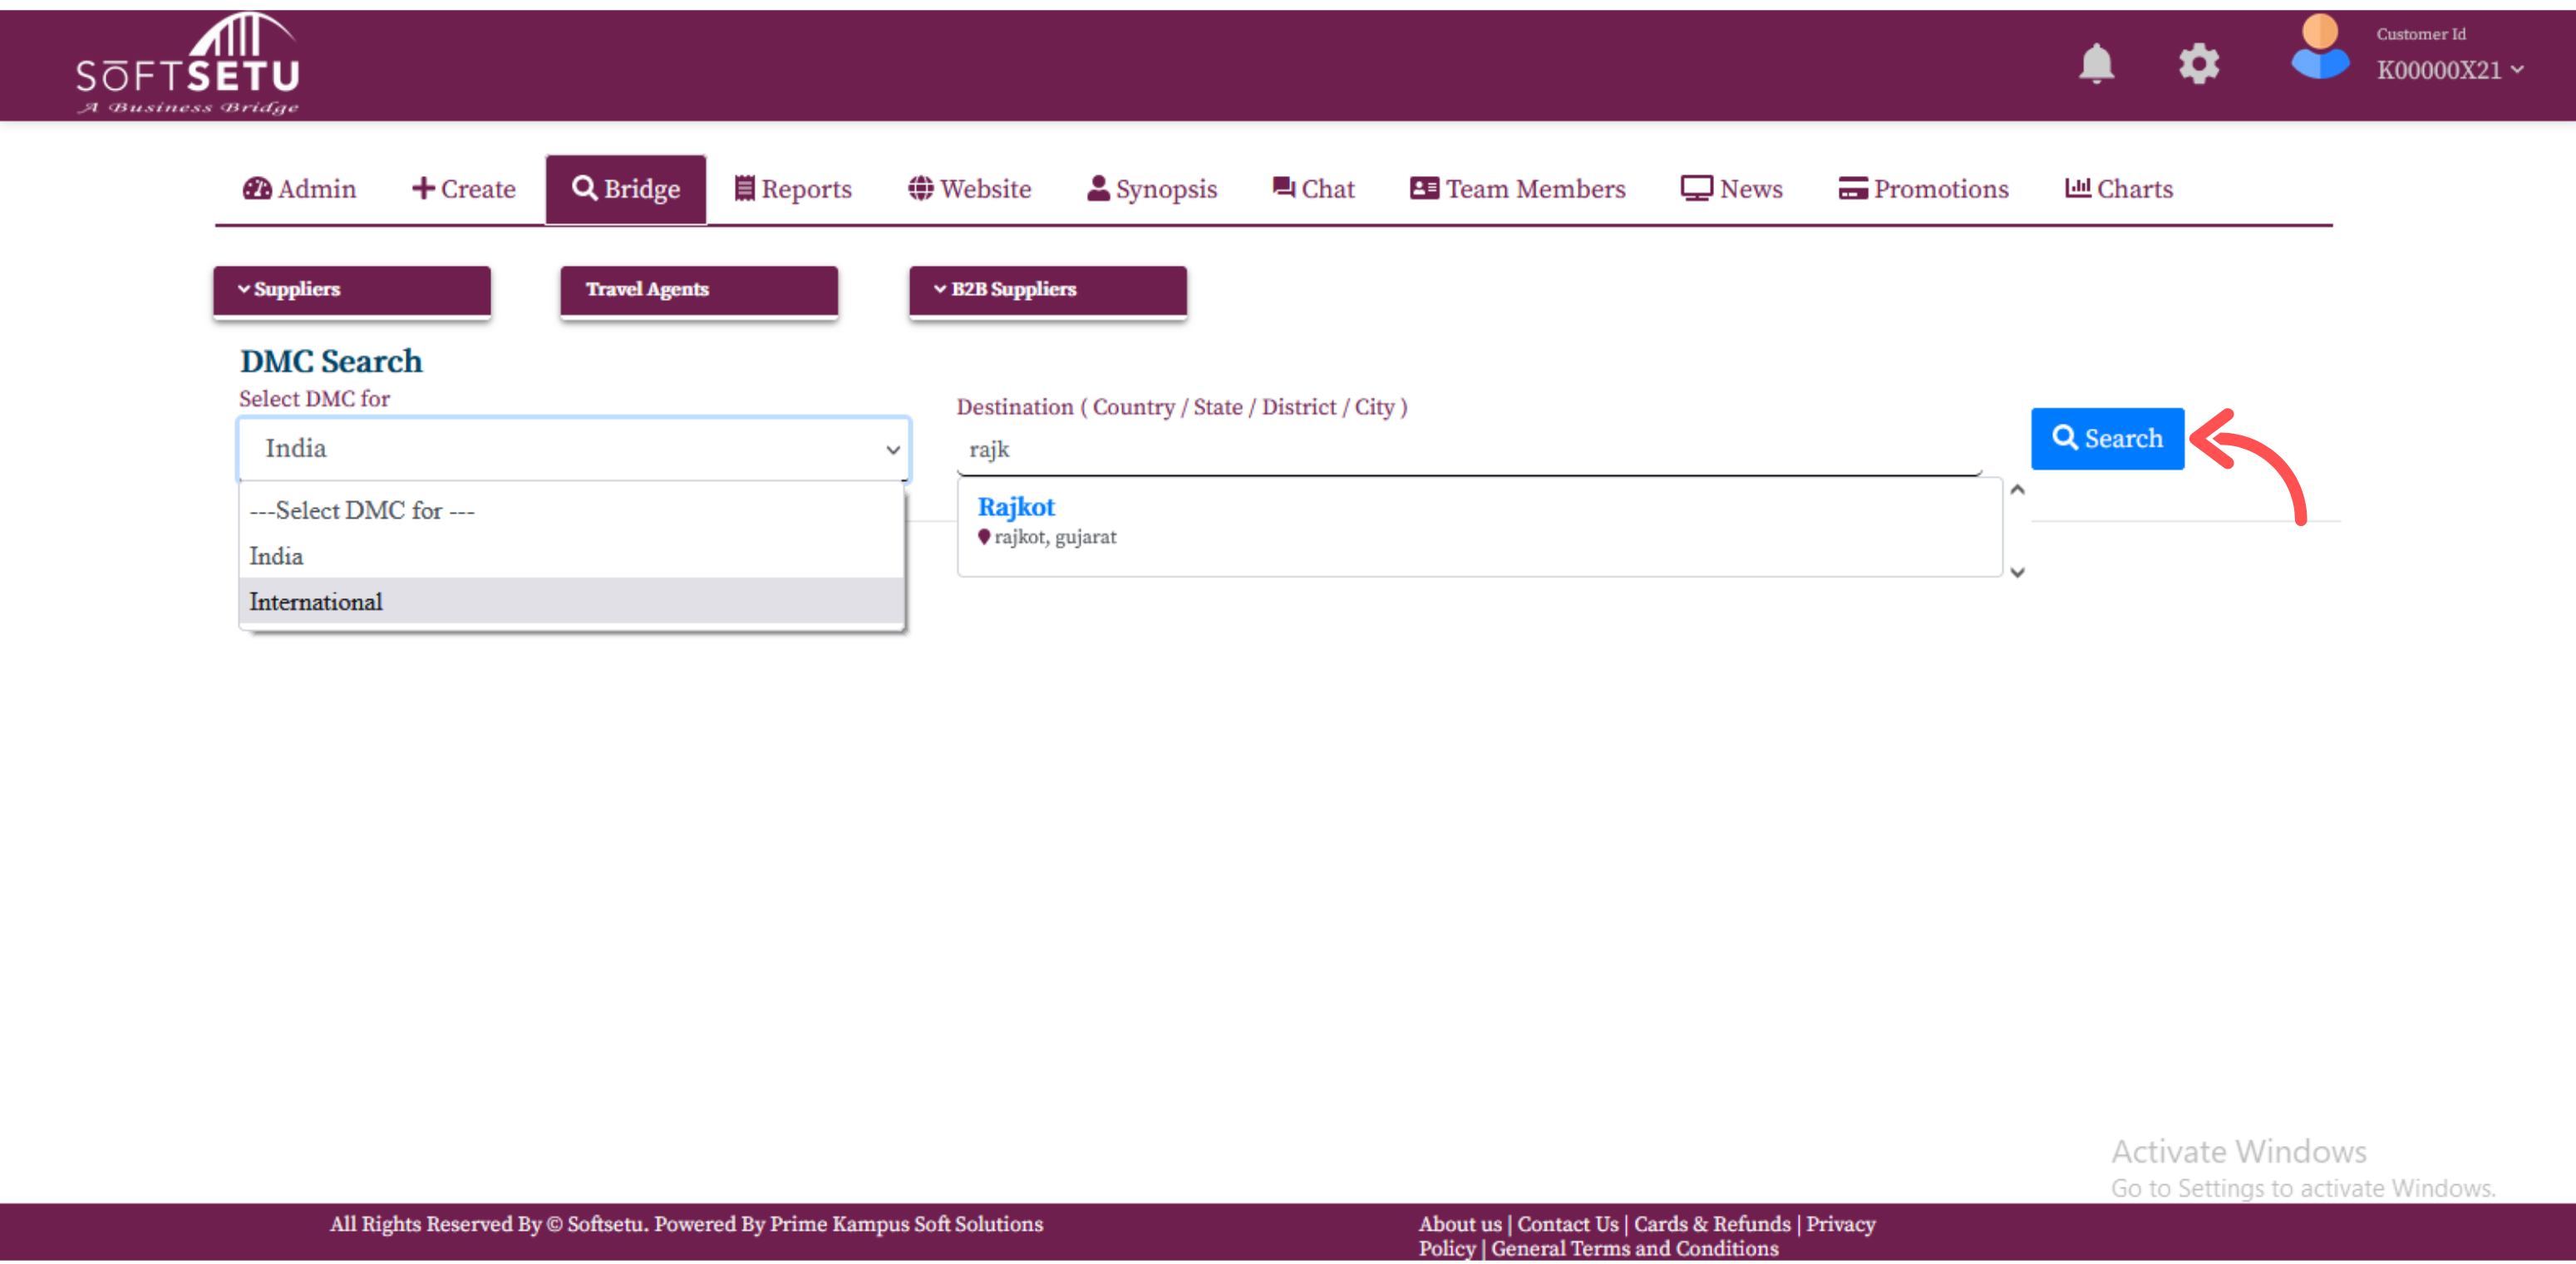 SOFTSETU
A Business Bridge
Customer Id
K00000X21
Admin
Create
Bridge
Reports
Website
Synopsis
Chat
Team Members
News
Promotions
Charts
Suppliers
Travel Agents
B2B Suppliers
DMC Search
Select DMC for
Destination ( Country / State / District / City )
India
rajk
Search
---Select DMC for ---
India
International
Rajkot
rajkot, gujarat
Activate Windows
Go to Settings to activate Windows.
All Rights Reserved By © Softsetu. Powered By Prime Kampus Soft Solutions
About us | Contact Us | Cards & Refunds | Privacy
Policy | General Terms and Conditions